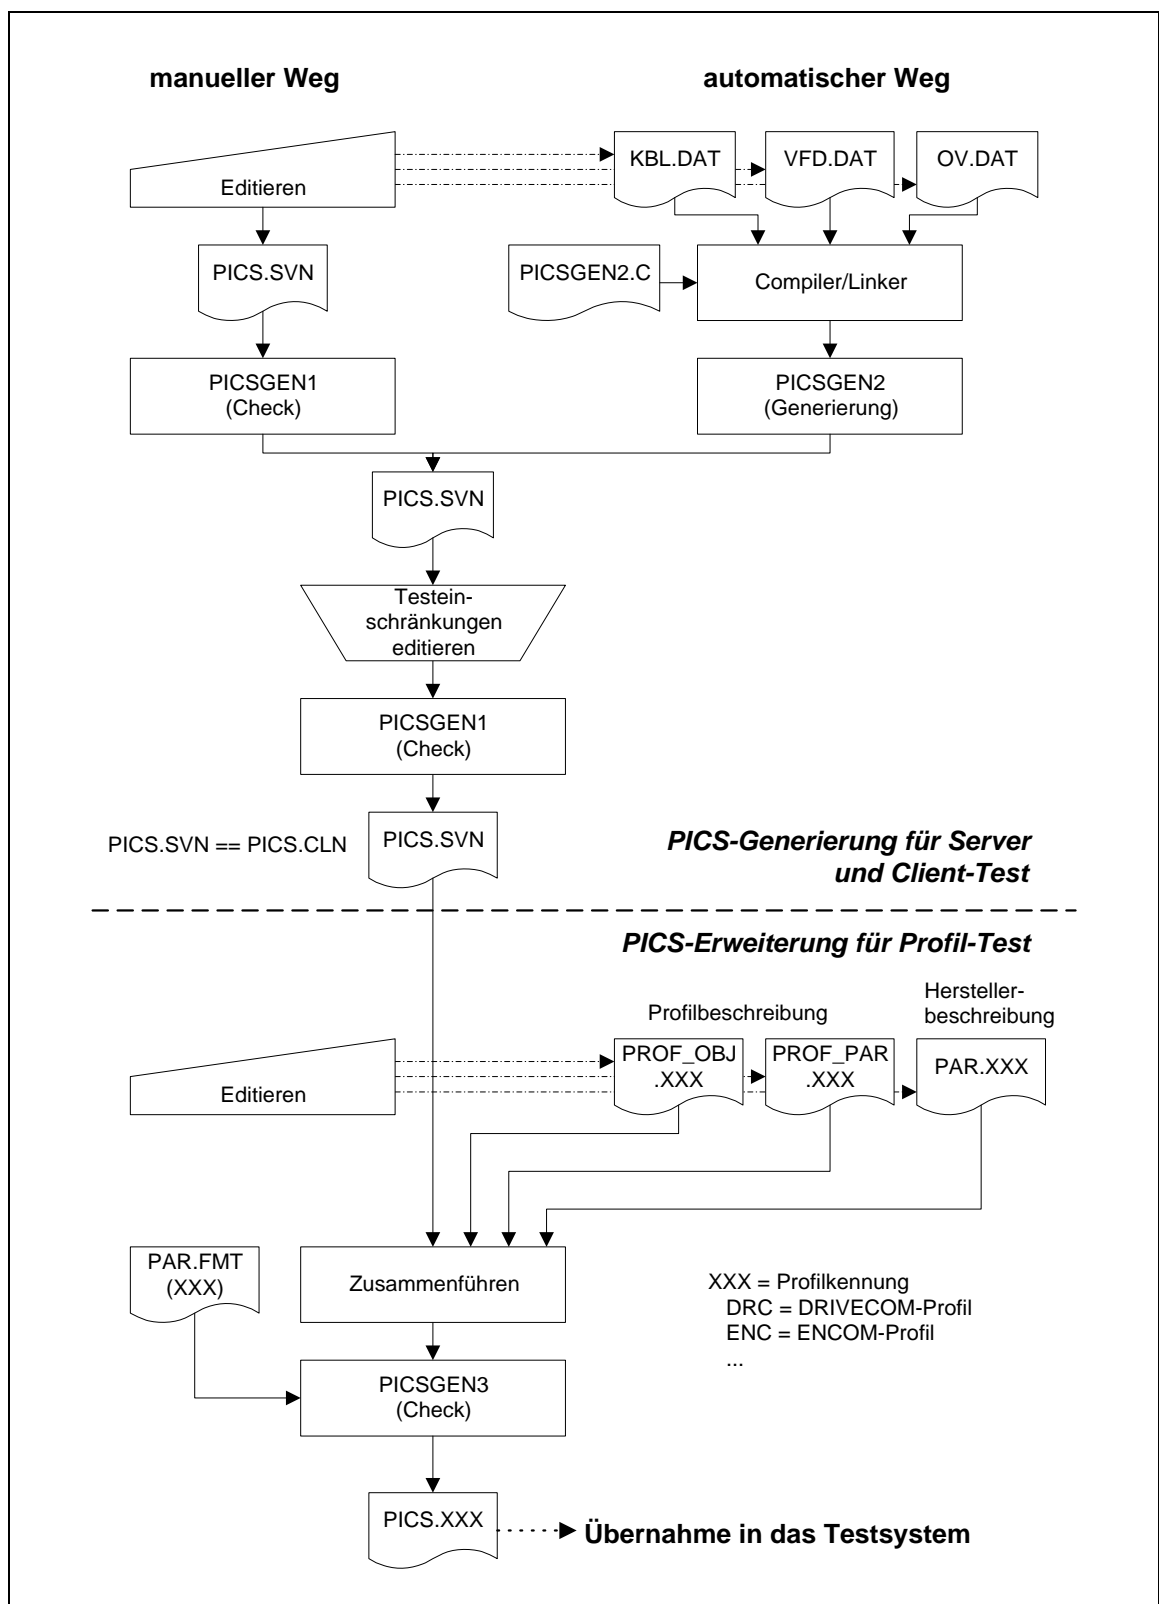 manueller Weg
automatischer Weg
Editieren
KBL.DAT
VFD.DAT
OV.DAT
PICS.SVN
PICSGEN2.C
Compiler/Linker
PICSGEN1
(Check)
PICSGEN2
(Generierung)
PICS.SVN
Testein-
schränkungen
editieren
PICSGEN1
(Check)
PICS.SVN == PICS.CLN
PICS.SVN
PICS-Generierung für Server
und Client-Test
PICS-Erweiterung für Profil-Test
Profilbeschreibung
Hersteller-
beschreibung
Editieren
PROF_OBJ
.XXX
PROF_PAR
.XXX
PAR.XXX
PAR.FMT
(XXX)
Zusammenführen
XXX = Profilkennung
DRC = DRIVECOM-Profil
ENC = ENCOM-Profil
...
PICSGEN3
(Check)
PICS.XXX
Übernahme in das Testsystem